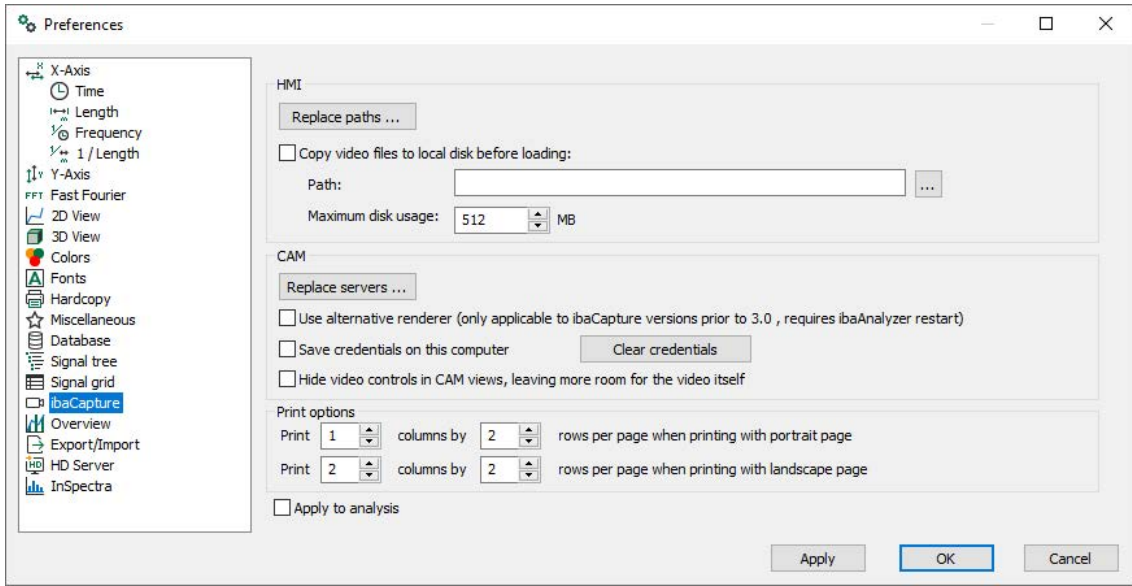 Preferences
X-Axis
Time
Length
Frequency
1 / Length
Y-Axis
FFT Fast Fourier
2D View
3D View
Colors
Fonts
Hardcopy
Miscellaneous
Database
Signal tree
Signal grid
ibaCapture
Overview
Export/Import
HD Server
InSpectra
HMI
Replace paths ...
Copy video files to local disk before loading:
Path: ...
Maximum disk usage: 512 MB
CAM
Replace servers ...
Use alternative renderer (only applicable to ibaCapture versions prior to 3.0 , requires ibaAnalyzer restart)
Save credentials on this computer Clear credentials
Hide video controls in CAM views, leaving more room for the video itself
Print options
Print 1 columns by 2 rows per page when printing with portrait page
Print 2 columns by 2 rows per page when printing with landscape page
Apply to analysis
Apply OK Cancel